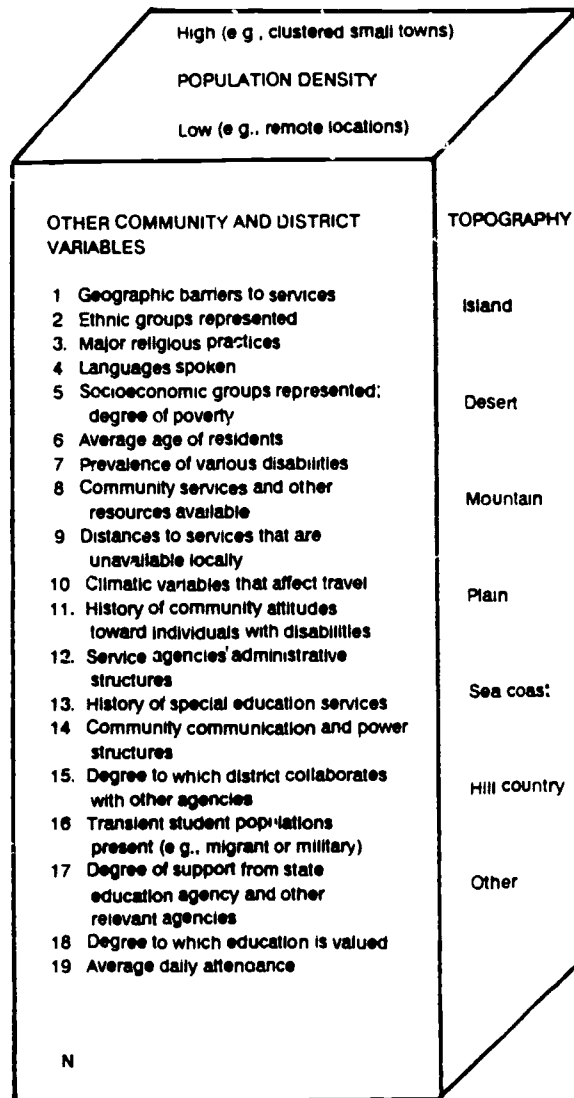 High (e g , clustered small towns)
POPULATION DENSITY
Low (e g., remote locations)
OTHER COMMUNITY AND DISTRICT
VARIABLES
1 Geographic barriers to services
2 Ethnic groups represented
3. Major religious practices
4 Languages spoken
5 Socioeconomic groups represented;
degree of poverty
6 Average age of residents
7 Prevalence of various disabilities
8 Community services and other
resources available
9 Distances to services that are
unavailable locally
10 Climatic variables that affect travel
11. History of community attitudes
toward individuals with disabilities
12. Service agencies' administrative
structures
13. History of special education services
14 Community communication and power
structures
15. Degree to which district collaborates
with other agencies
16 Transient student populations
present (e g., migrant or military)
17 Degree of support from state
education agency and other
relevant agencies
18 Degree to which education is valued
19 Average daily attendance
N
TOPOGRAPHY
Island
Desert
Mountain
Plain
Sea coast
Hill country
Other